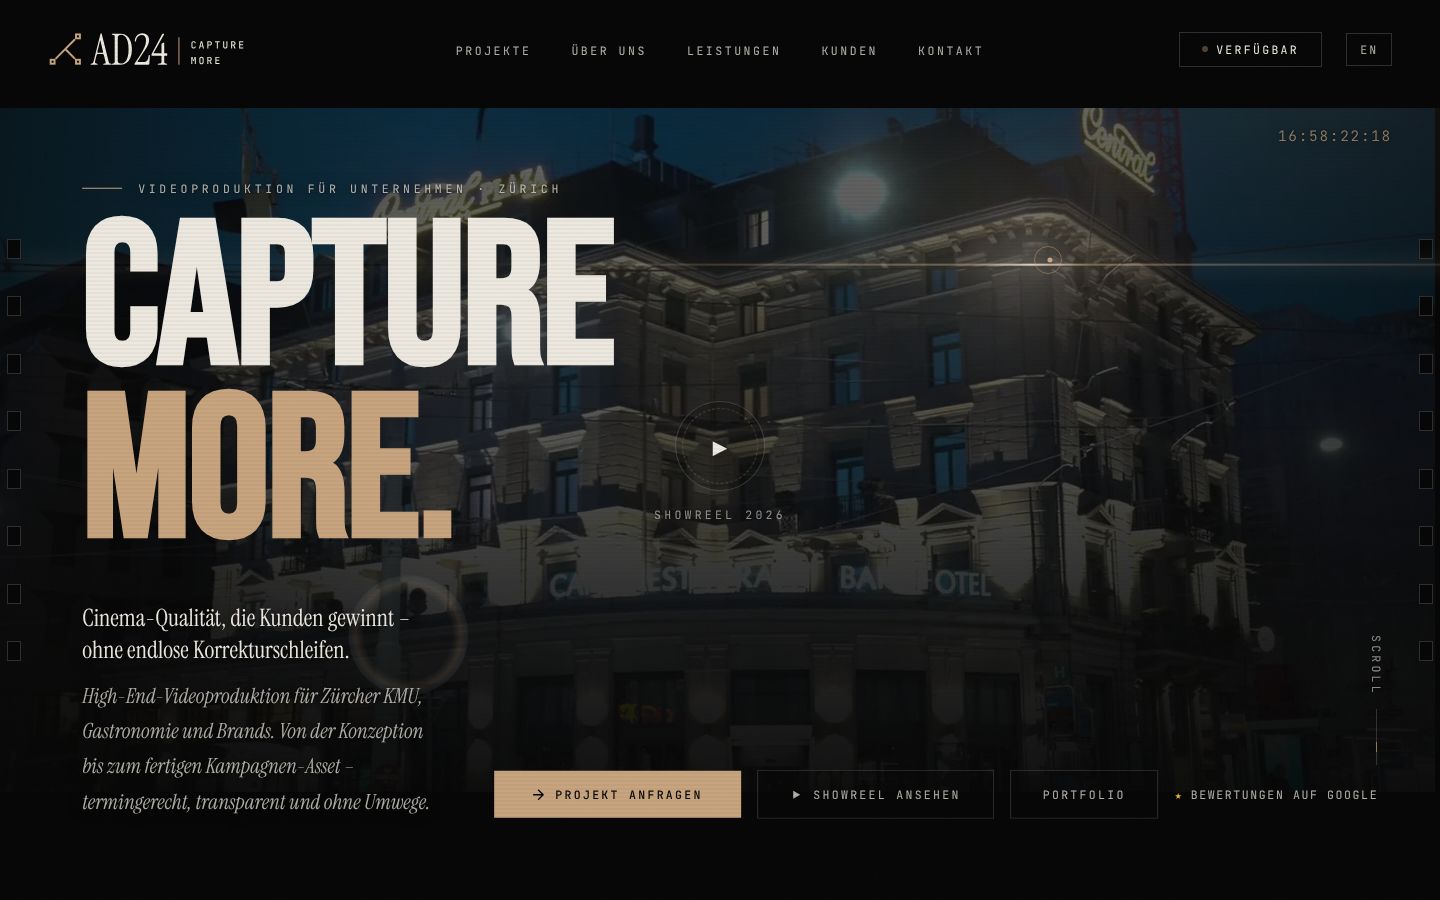 AD24
CAPTURE
MORE
PROJEKTE
ÜBER UNS
LEISTUNGEN
KUNDEN
KONTAKT
VERFÜGBAR
EN
16:58:22:18
Central PLAZA
Central
VIDEOPRODUKTION FÜR UNTERNEHMEN · ZÜRICH
CAPTURE
MORE.
▶
SHOWREEL 2026
BAR
H
Cinema-Qualität, die Kunden gewinnt –
ohne endlose Korrekturschleifen.
High-End-Videoproduktion für Zürcher KMU,
Gastronomie und Brands. Von der Konzeption
bis zum fertigen Kampagnen-Asset –
termingerecht, transparent und ohne Umwege.
SCROLL
→ PROJEKT ANFRAGEN
▶ SHOWREEL ANSEHEN
PORTFOLIO
★ BEWERTUNGEN AUF GOOGLE